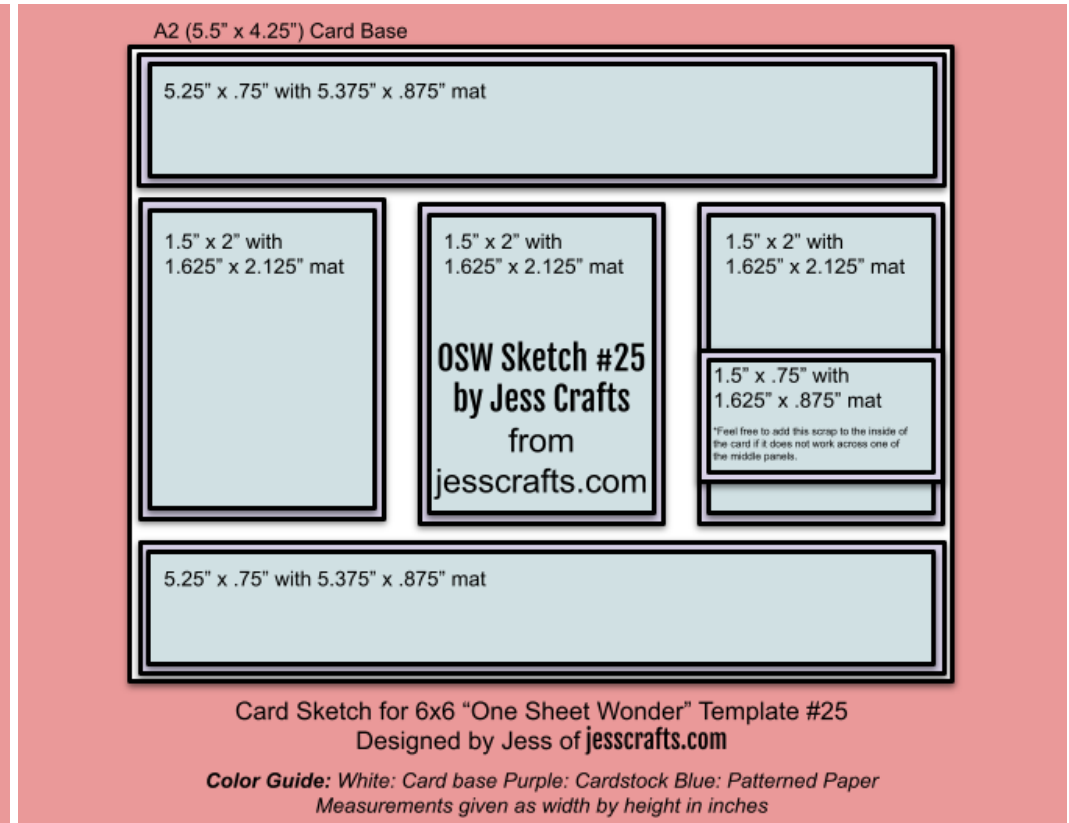 A2 (5.5” x 4.25”) Card Base
5.25” x .75” with 5.375” x .875” mat
1.5” x 2” with
1.625” x 2.125” mat
1.5” x 2” with
1.625” x 2.125” mat
OSW Sketch #25
by Jess Crafts
from
jesscrafts.com
1.5” x 2” with
1.625” x 2.125” mat
1.5” x .75” with
1.625” x .875” mat
*Feel free to add this scrap to the inside of
the card if it does not work across one of
the middle panels.
5.25” x .75” with 5.375” x .875” mat
Card Sketch for 6x6 “One Sheet Wonder” Template #25
Designed by Jess of jesscrafts.com
Color Guide: White: Card base Purple: Cardstock Blue: Patterned Paper
Measurements given as width by height in inches